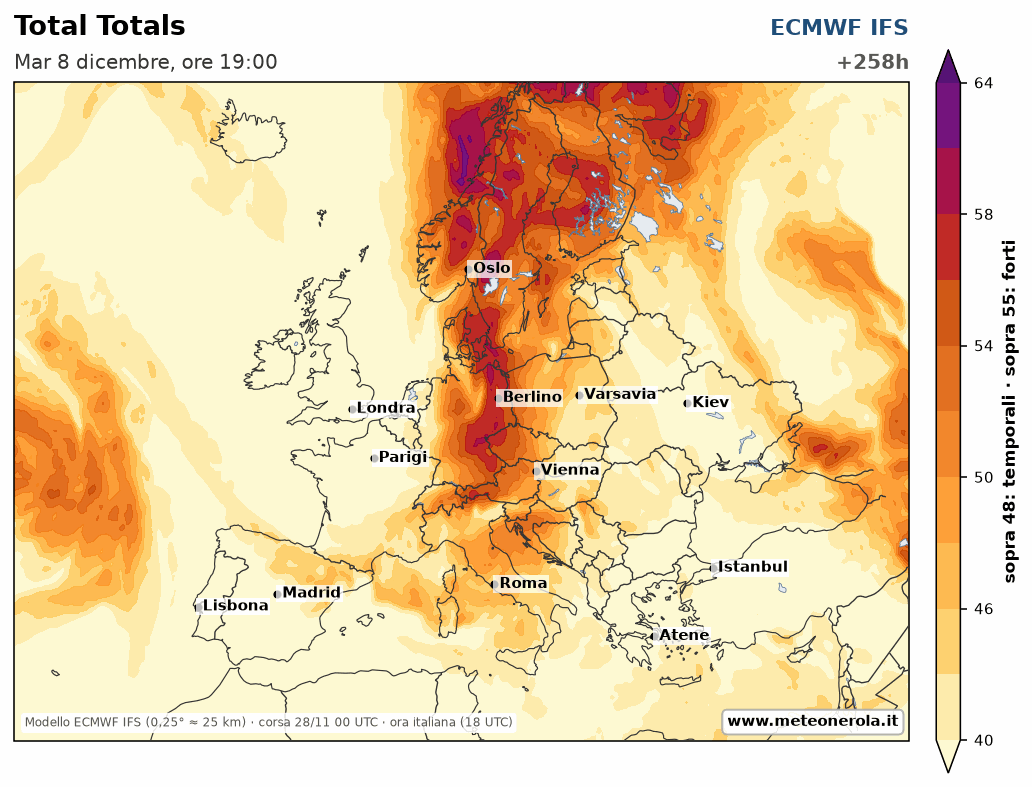 Total Totals
ECMWF IFS
Mar 8 dicembre, ore 19:00
+258h
64
58
54
50
46
40
sopra 48: temporali · sopra 55: forti
Oslo
Berlino
Varsavia
Kiev
Londra
Parigi
Vienna
Istanbul
Roma
Madrid
Lisbona
Atene
Modello ECMWF IFS (0,25° ≈ 25 km) · corsa 28/11 00 UTC · ora italiana (18 UTC)
www.meteonerola.it